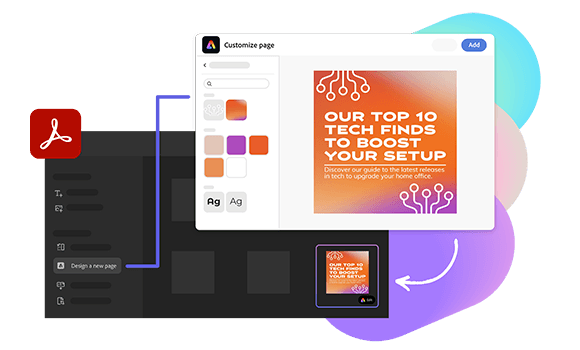 Customize page
Add
OUR TOP 10
TECH FINDS
TO BOOST
YOUR SETUP
Discover our guide to the latest releases
in tech to upgrade your home office.
Ag
Ag
Design a new page
OUR TOP 10
TECH FINDS
TO BOOST
YOUR SETUP